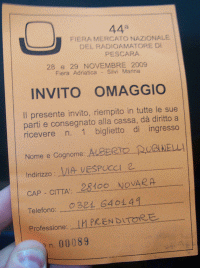 44ª
FIERA MERCATO NAZIONALE
DEL RADIOAMATORE DI
PESCARA
28 e 29 NOVEMBRE 2009
Fiera Adriatica - Silvi Marina
INVITO OMAGGIO
Il presente invito, riempito in tutte le sue
parti e consegnato alla cassa, dà diritto a
ricevere n. 1 biglietto di ingresso
Nome e Cognome: ALBERTO RUBINELLI
Indirizzo: VIA VESPUCCI 2
CAP - CITTA': 28100 NOVARA
Telefono: 0321 640149
Professione: IMPRENDITORE
n. 00089